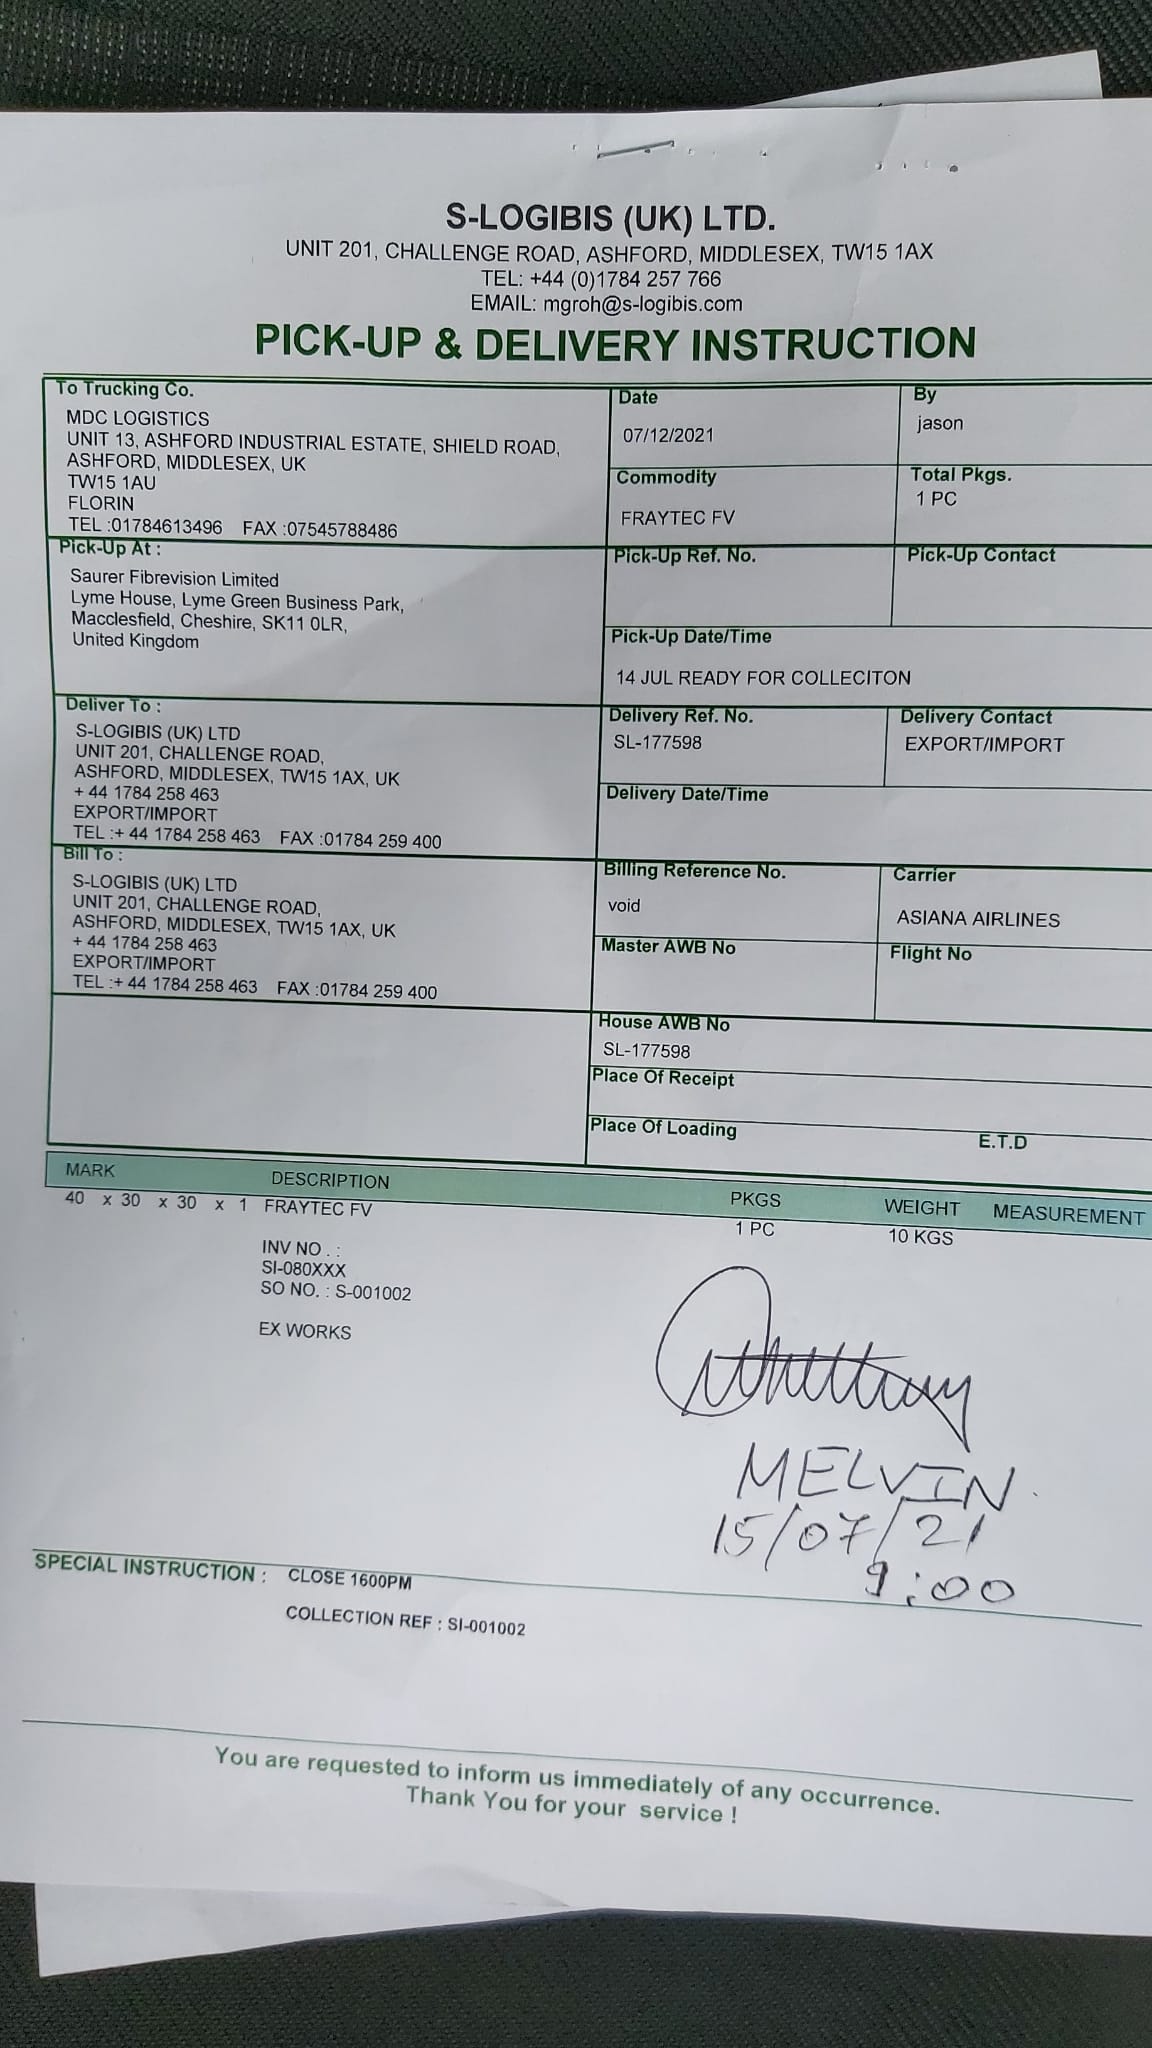 S-LOGIBIS (UK) LTD.
UNIT 201, CHALLENGE ROAD, ASHFORD, MIDDLESEX, TW15 1AX
TEL: +44 (0)1784 257 766
EMAIL: mgroh@s-logibis.com
PICK-UP & DELIVERY INSTRUCTION
To Trucking Co.
MDC LOGISTICS
UNIT 13, ASHFORD INDUSTRIAL ESTATE, SHIELD ROAD,
ASHFORD, MIDDLESEX, UK
TW15 1AU
FLORIN
TEL :01784613496 FAX :07545788486
Date
07/12/2021
By
jason
Commodity
FRAYTEC FV
Total Pkgs.
1 PC
Pick-Up At :
Saurer Fibrevision Limited
Lyme House, Lyme Green Business Park,
Macclesfield, Cheshire, SK11 0LR,
United Kingdom
Pick-Up Ref. No.
Pick-Up Contact
Pick-Up Date/Time
14 JUL READY FOR COLLECITON
Deliver To :
S-LOGIBIS (UK) LTD
UNIT 201, CHALLENGE ROAD,
ASHFORD, MIDDLESEX, TW15 1AX, UK
+ 44 1784 258 463
EXPORT/IMPORT
TEL :+ 44 1784 258 463 FAX :01784 259 400
Delivery Ref. No.
SL-177598
Delivery Contact
EXPORT/IMPORT
Delivery Date/Time
Bill To :
S-LOGIBIS (UK) LTD
UNIT 201, CHALLENGE ROAD,
ASHFORD, MIDDLESEX, TW15 1AX, UK
+ 44 1784 258 463
EXPORT/IMPORT
TEL :+ 44 1784 258 463 FAX :01784 259 400
Billing Reference No.
void
Carrier
ASIANA AIRLINES
Master AWB No
Flight No
House AWB No
SL-177598
Place Of Receipt
Place Of Loading
E.T.D
MARK DESCRIPTION PKGS WEIGHT MEASUREMENT
40 x 30 x 30 x 1 FRAYTEC FV 1 PC 10 KGS
INV NO . :
SI-080XXX
SO NO. : S-001002
EX WORKS
MELVIN
15/07/21
9:00
SPECIAL INSTRUCTION : CLOSE 1600PM
COLLECTION REF : SI-001002
You are requested to inform us immediately of any occurrence.
Thank You for your service !